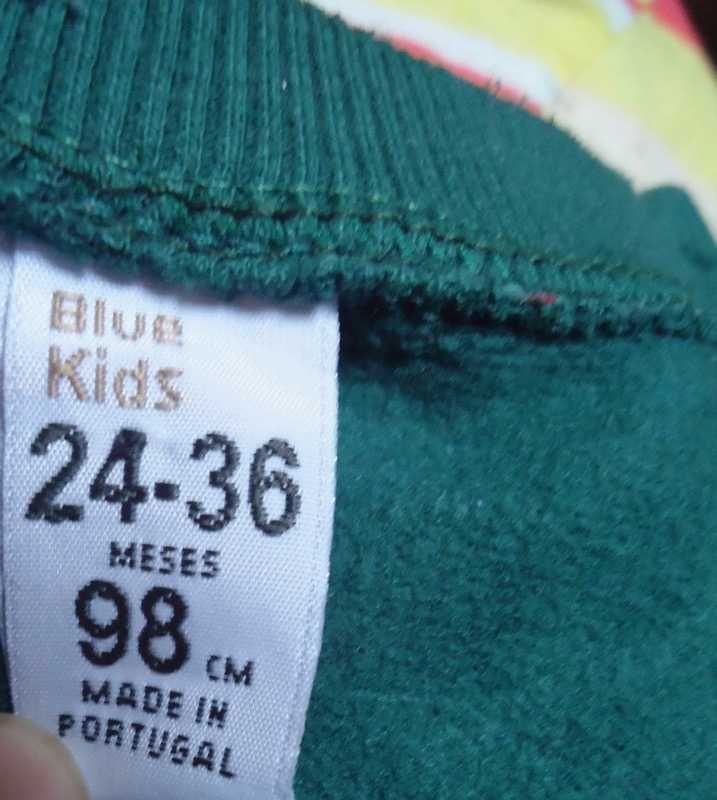 Blue
Kids
24-36
MESES
98 CM
MADE IN
PORTUGAL